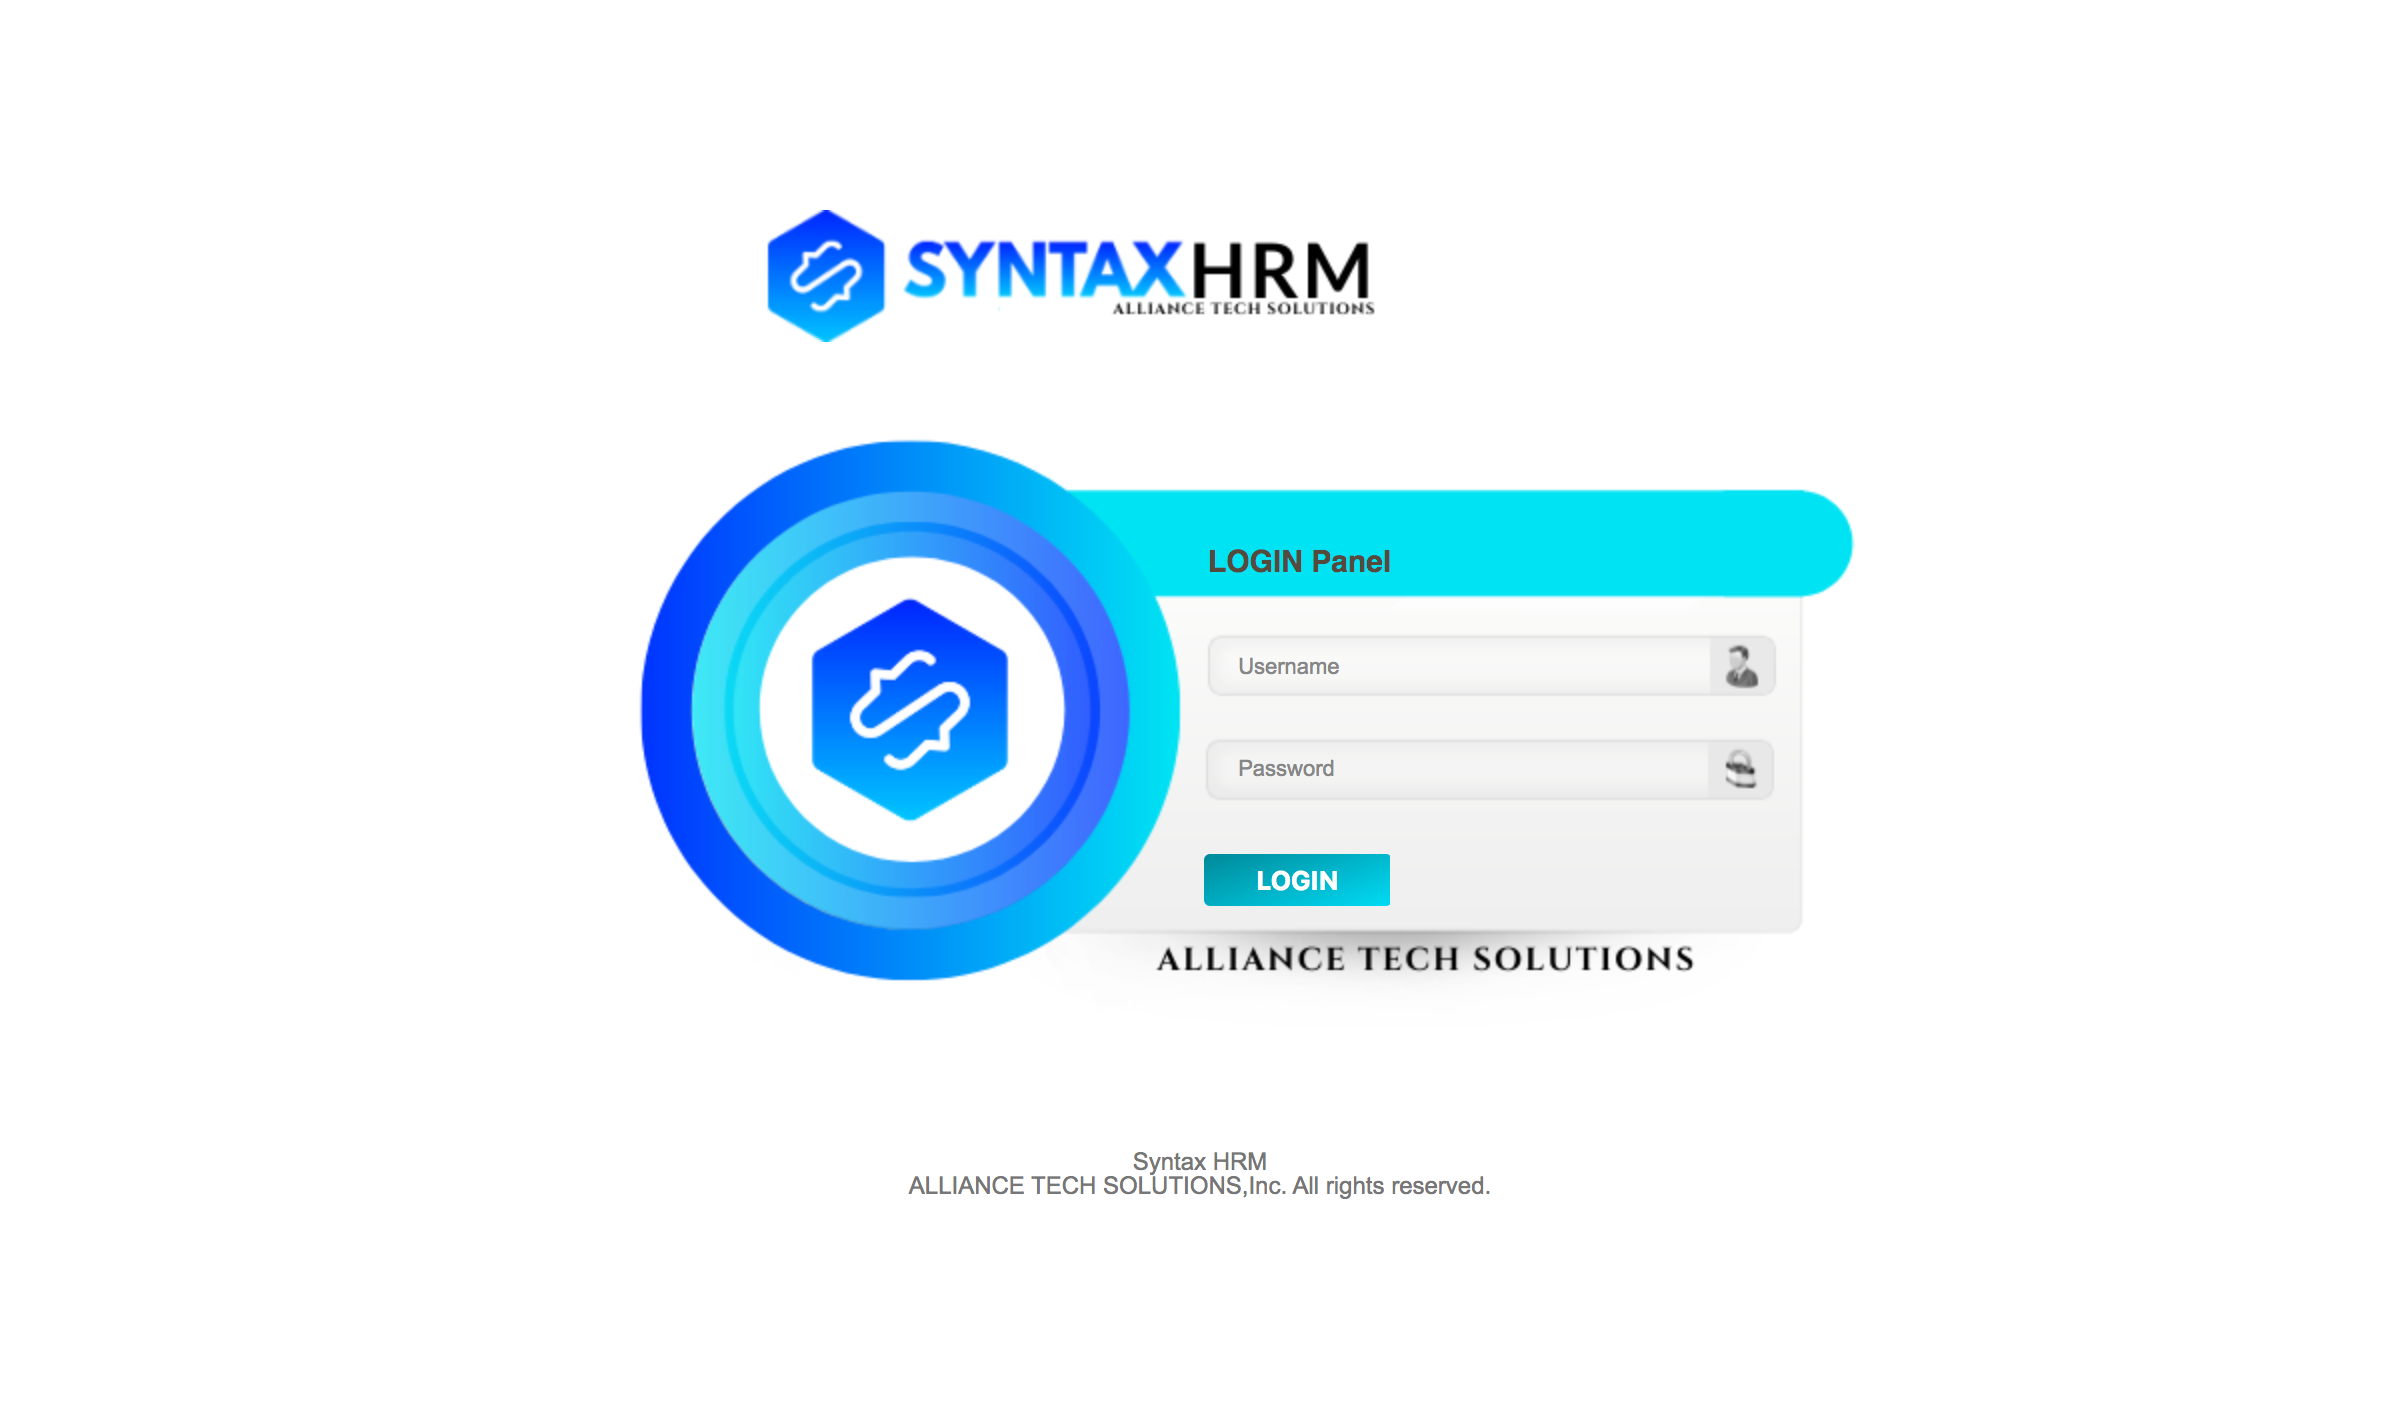 SYNTAXHRM
ALLIANCE TECH SOLUTIONS
LOGIN Panel
Username
Password
LOGIN
ALLIANCE TECH SOLUTIONS
Syntax HRM
ALLIANCE TECH SOLUTIONS,Inc. All rights reserved.